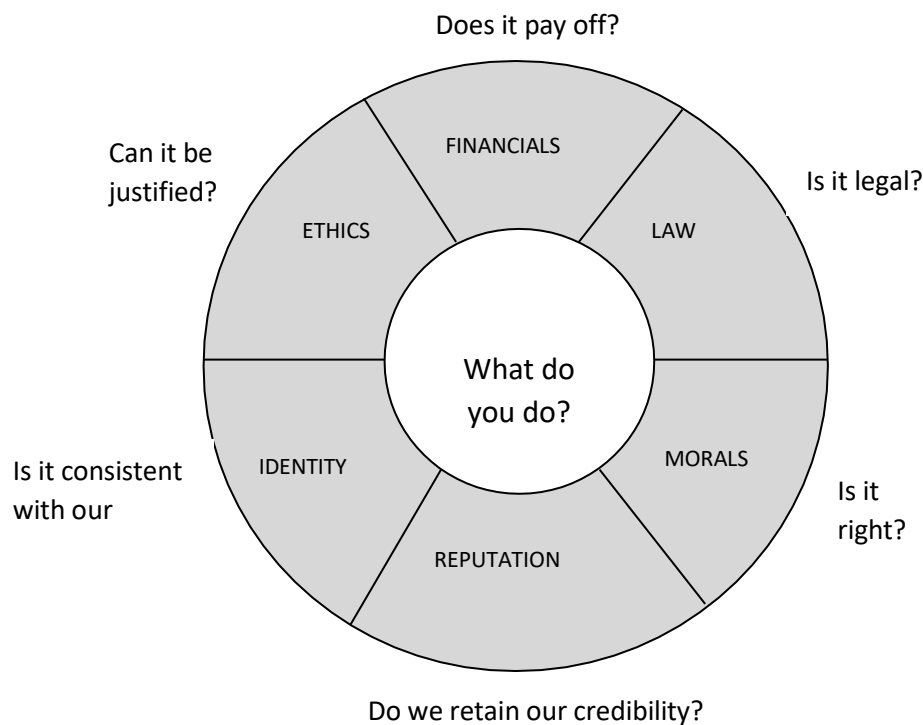 Does it pay off?
FINANCIALS
Can it be
justified?
Is it legal?
ETHICS
LAW
What do
you do?
Is it consistent
with our
IDENTITY
MORALS
Is it
right?
REPUTATION
Do we retain our credibility?